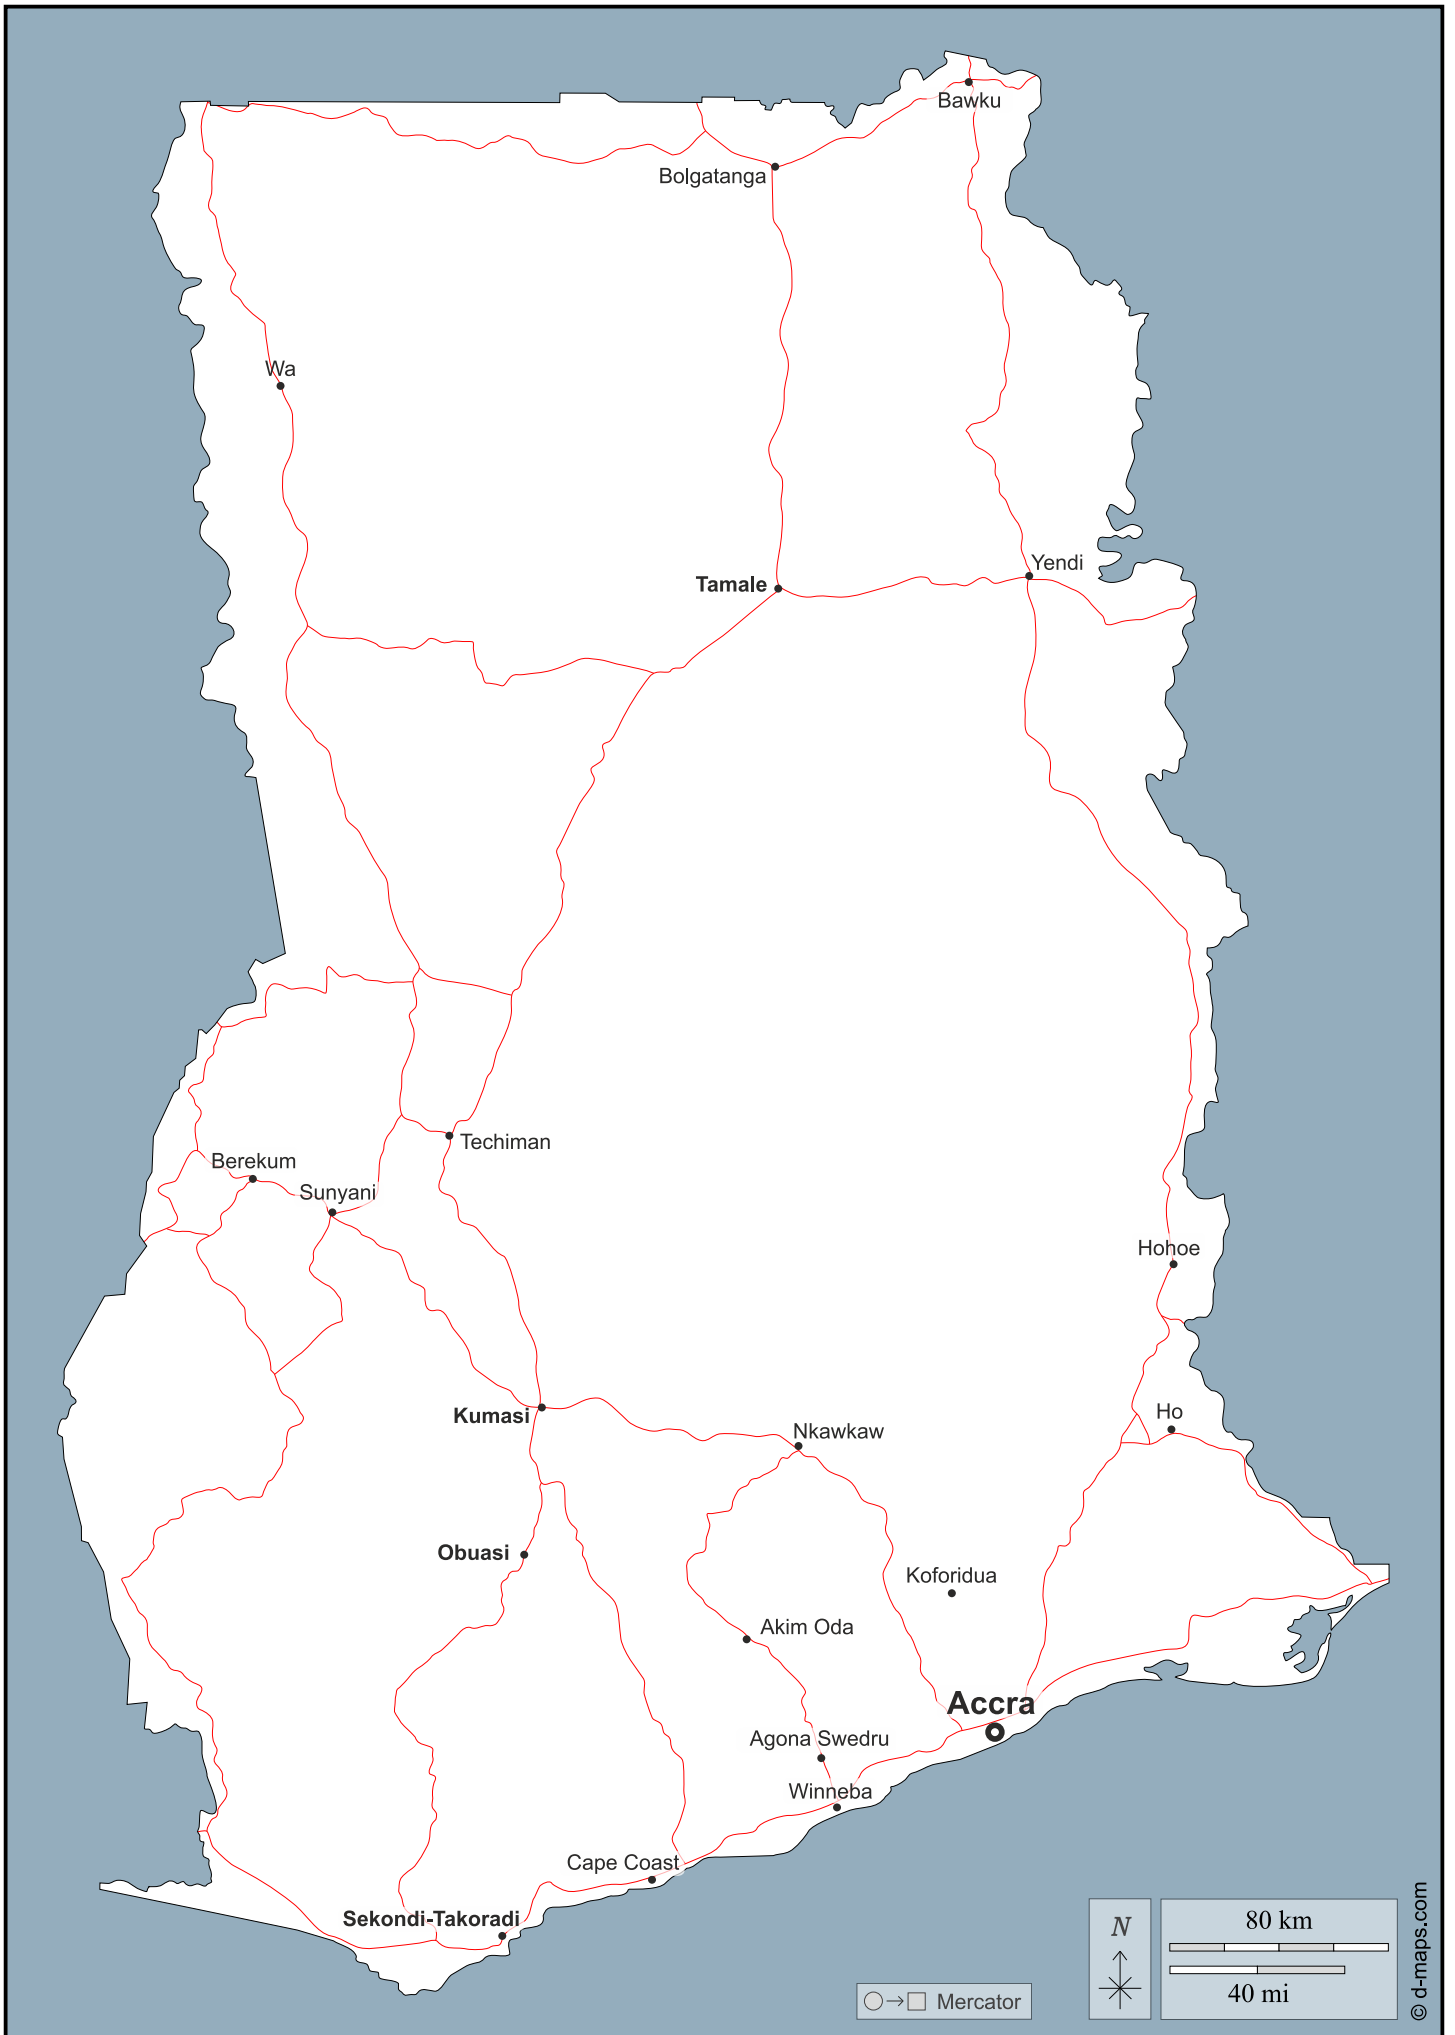 Bawku
Bolgatanga
Wa
Yendi
Tamale
Techiman
Berekum
Sunyani
Hohoe
Ho
Kumasi
Nkawkaw
Obuasi
Koforidua
Akim Oda
Accra
Agona Swedru
Winneba
Cape Coast
Sekondi-Takoradi
N
80 km
40 mi
Mercator
© d-maps.com